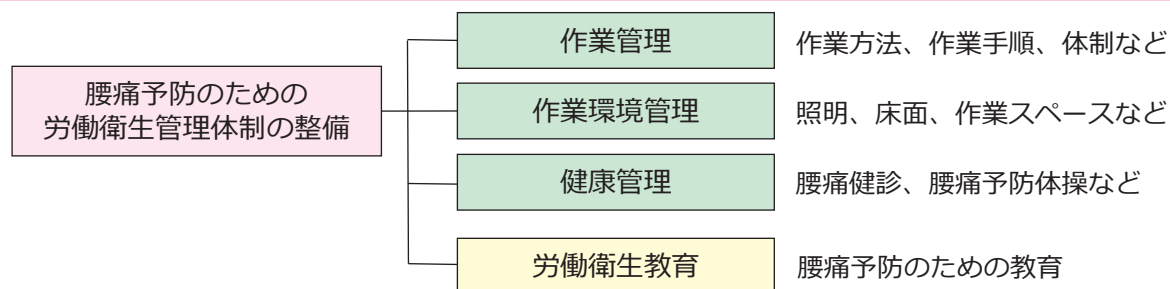 作業管理
作業方法、作業手順、体制など
腰痛予防のための
労働衛生管理体制の整備
作業環境管理
照明、床面、作業スペースなど
健康管理
腰痛健診、腰痛予防体操など
労働衛生教育
腰痛予防のための教育